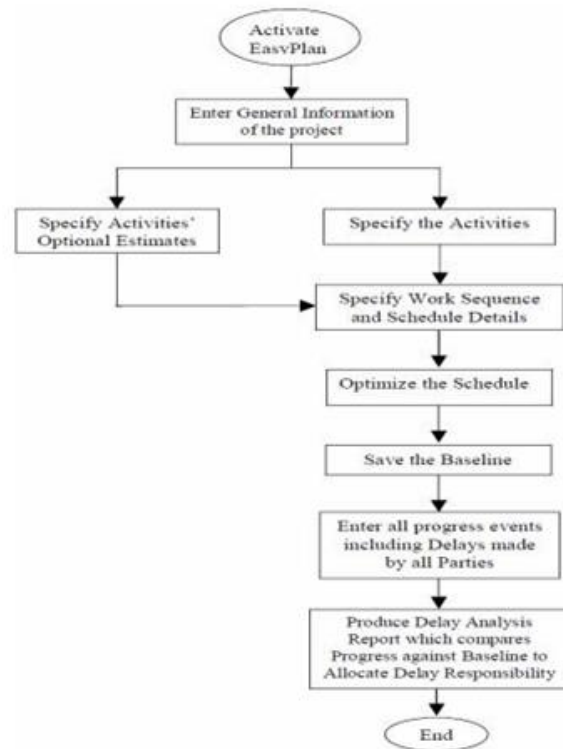 Activate
EasyPlan
Enter General Information
of the project
Specify Activities'
Optional Estimates
Specify the Activities
Specify Work Sequence
and Schedule Details
Optimize the Schedule
Save the Baseline
Enter all progress events
including Delays made
by all Parties
Produce Delay Analysis
Report which compares
Progress against Baseline to
Allocate Delay Responsibility
End